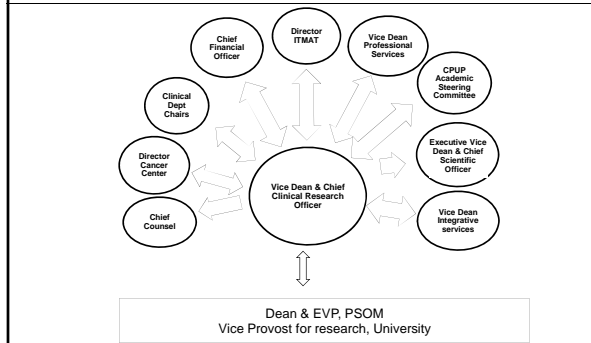 Chief
Financial
Officer
Director
ITMAT
Vice Dean
Professional
Services
CPUP
Academic
Steering
Committee
Clinical
Dept
Chairs
Executive Vice
Dean & Chief
Scientific
Officer
Director
Cancer
Center
Vice Dean & Chief
Clinical Research
Officer
Chief
Counsel
Vice Dean
Integrative
services
Dean & EVP, PSOM
Vice Provost for research, University